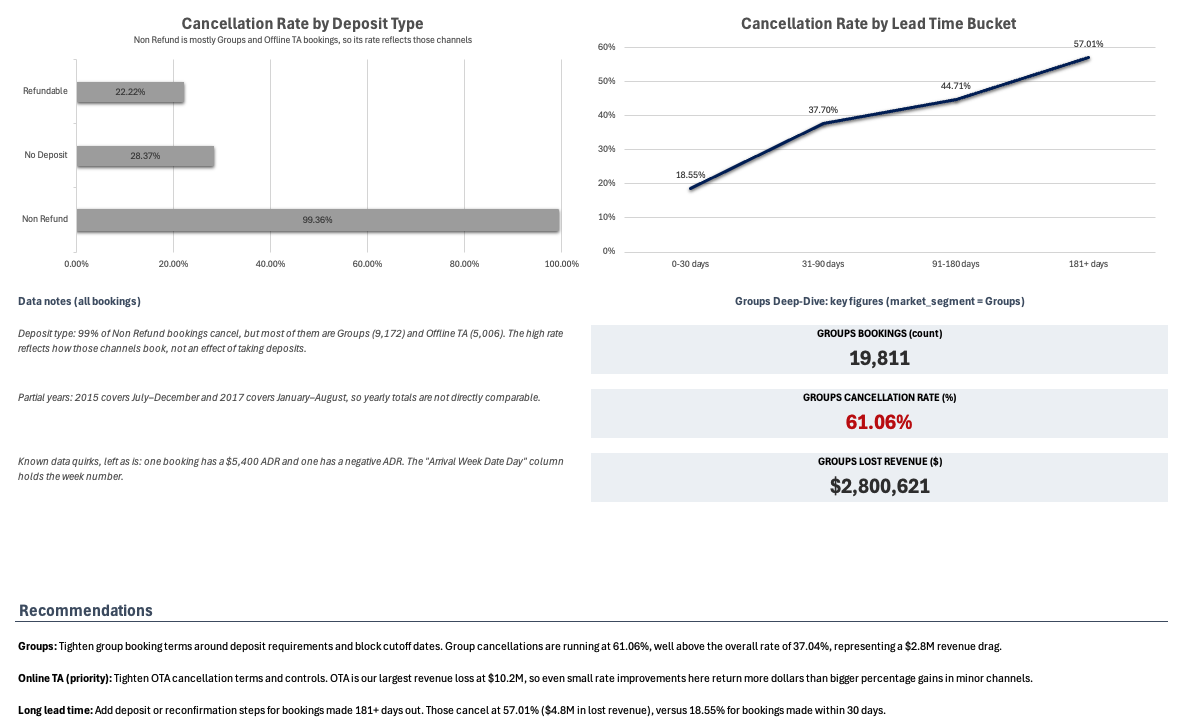 Cancellation Rate by Deposit Type
Non Refund is mostly Groups and Offline TA bookings, so its rate reflects those channels
Refundable
22.22%
No Deposit
28.37%
Non Refund
99.36%
0.00%
20.00%
40.00%
60.00%
80.00%
100.00%
Cancellation Rate by Lead Time Bucket
60%
50%
40%
30%
20%
10%
0%
18.55%
37.70%
44.71%
57.01%
0-30 days
31-90 days
91-180 days
181+ days
Data notes (all bookings)
Deposit type: 99% of Non Refund bookings cancel, but most of them are Groups (9,172) and Offline TA (5,006). The high rate
reflects how those channels book, not an effect of taking deposits.
Partial years: 2015 covers July–December and 2017 covers January–August, so yearly totals are not directly comparable.
Known data quirks, left as is: one booking has a $5,400 ADR and one has a negative ADR. The "Arrival Week Date Day" column
holds the week number.
Groups Deep-Dive: key figures (market_segment = Groups)
GROUPS BOOKINGS (count)
19,811
GROUPS CANCELLATION RATE (%)
61.06%
GROUPS LOST REVENUE ($)
$2,800,621
Recommendations
Groups: Tighten group booking terms around deposit requirements and block cutoff dates. Group cancellations are running at 61.06%, well above the overall rate of 37.04%, representing a $2.8M revenue drag.
Online TA (priority): Tighten OTA cancellation terms and controls. OTA is our largest revenue loss at $10.2M, so even small rate improvements here return more dollars than bigger percentage gains in minor channels.
Long lead time: Add deposit or reconfirmation steps for bookings made 181+ days out. Those cancel at 57.01% ($4.8M in lost revenue), versus 18.55% for bookings made within 30 days.